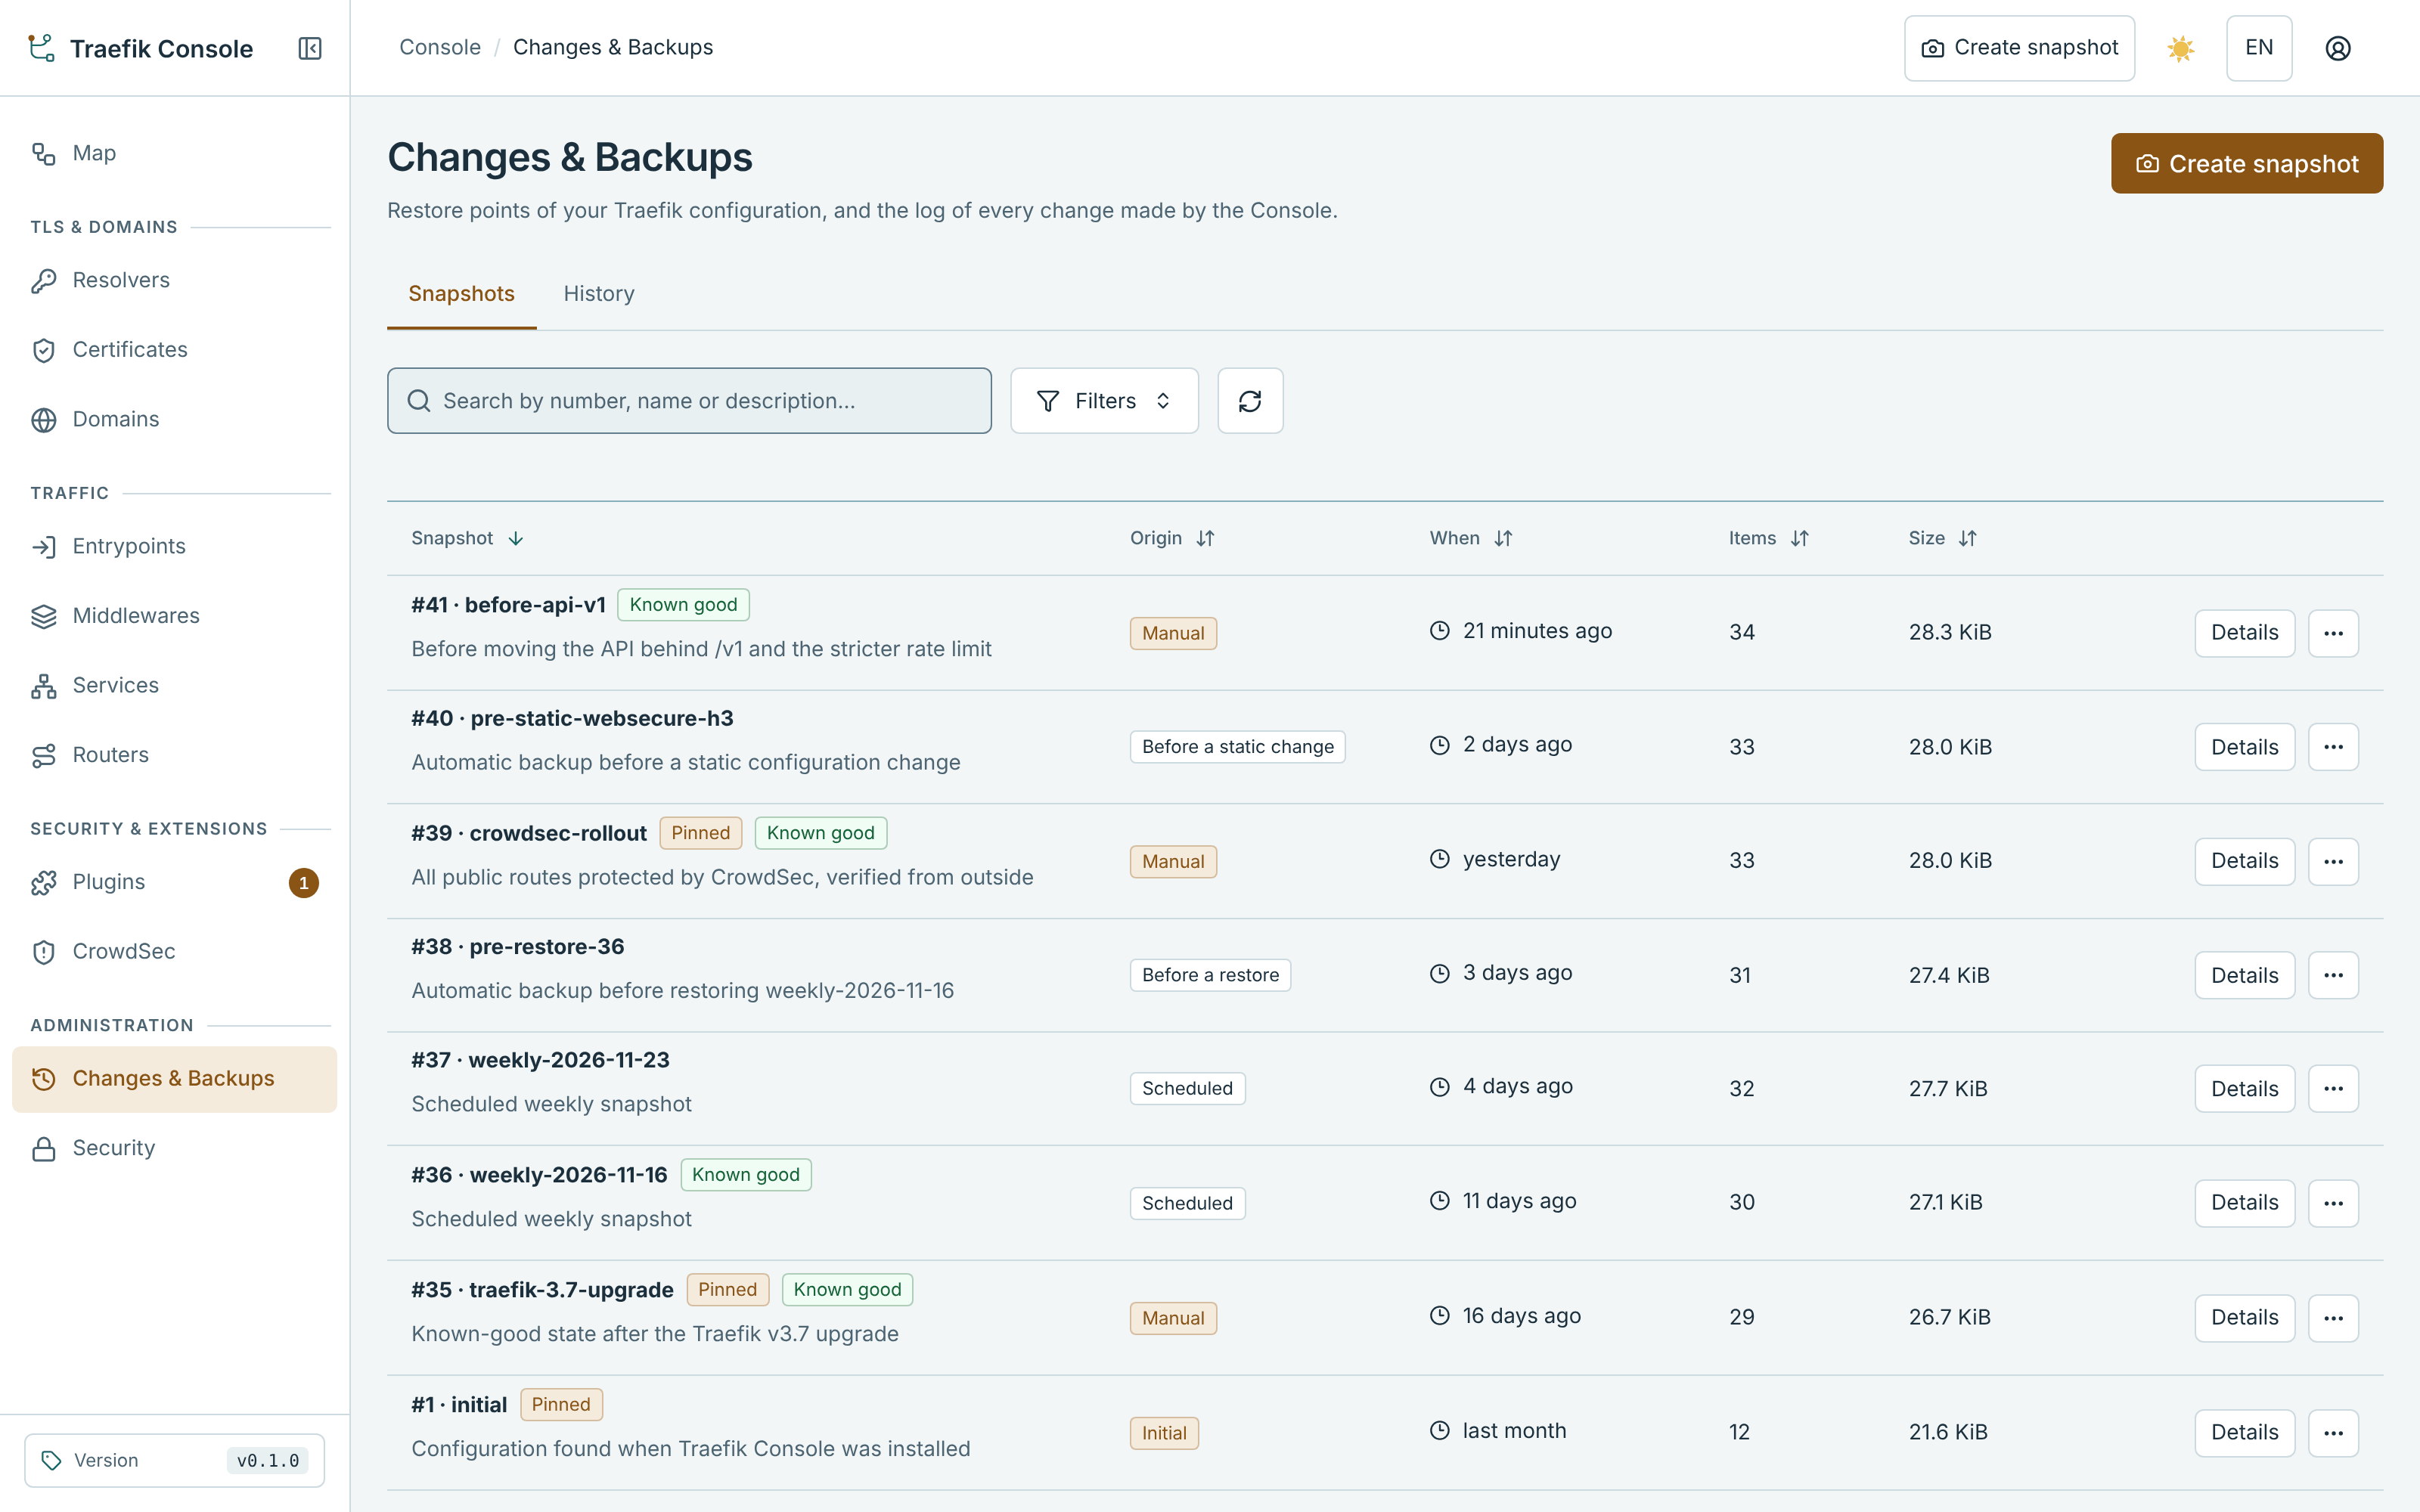 Traefik Console
Console / Changes & Backups
Create snapshot
EN
Map
TLS & DOMAINS
Resolvers
Certificates
Domains
TRAFFIC
Entrypoints
Middlewares
Services
Routers
SECURITY & EXTENSIONS
Plugins 1
CrowdSec
ADMINISTRATION
Changes & Backups
Security
Version v0.1.0
Changes & Backups
Create snapshot
Restore points of your Traefik configuration, and the log of every change made by the Console.
Snapshots History
Search by number, name or description...
Filters
Snapshot Origin When Items Size
#41 · before-api-v1 Known good
Before moving the API behind /v1 and the stricter rate limit
Manual 21 minutes ago 34 28.3 KiB Details
#40 · pre-static-websecure-h3
Automatic backup before a static configuration change
Before a static change 2 days ago 33 28.0 KiB Details
#39 · crowdsec-rollout Pinned Known good
All public routes protected by CrowdSec, verified from outside
Manual yesterday 33 28.0 KiB Details
#38 · pre-restore-36
Automatic backup before restoring weekly-2026-11-16
Before a restore 3 days ago 31 27.4 KiB Details
#37 · weekly-2026-11-23
Scheduled weekly snapshot
Scheduled 4 days ago 32 27.7 KiB Details
#36 · weekly-2026-11-16 Known good
Scheduled weekly snapshot
Scheduled 11 days ago 30 27.1 KiB Details
#35 · traefik-3.7-upgrade Pinned Known good
Known-good state after the Traefik v3.7 upgrade
Manual 16 days ago 29 26.7 KiB Details
#1 · initial Pinned
Configuration found when Traefik Console was installed
Initial last month 12 21.6 KiB Details